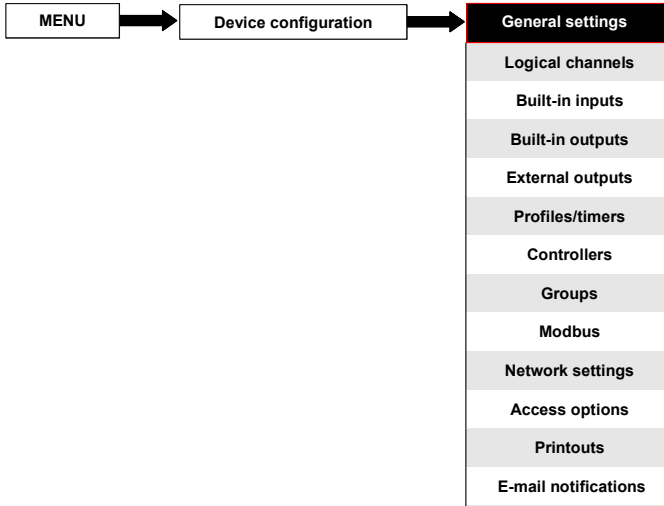 MENU
Device configuration
General settings
Logical channels
Built-in inputs
Built-in outputs
External outputs
Profiles/timers
Controllers
Groups
Modbus
Network settings
Access options
Printouts
E-mail notifications